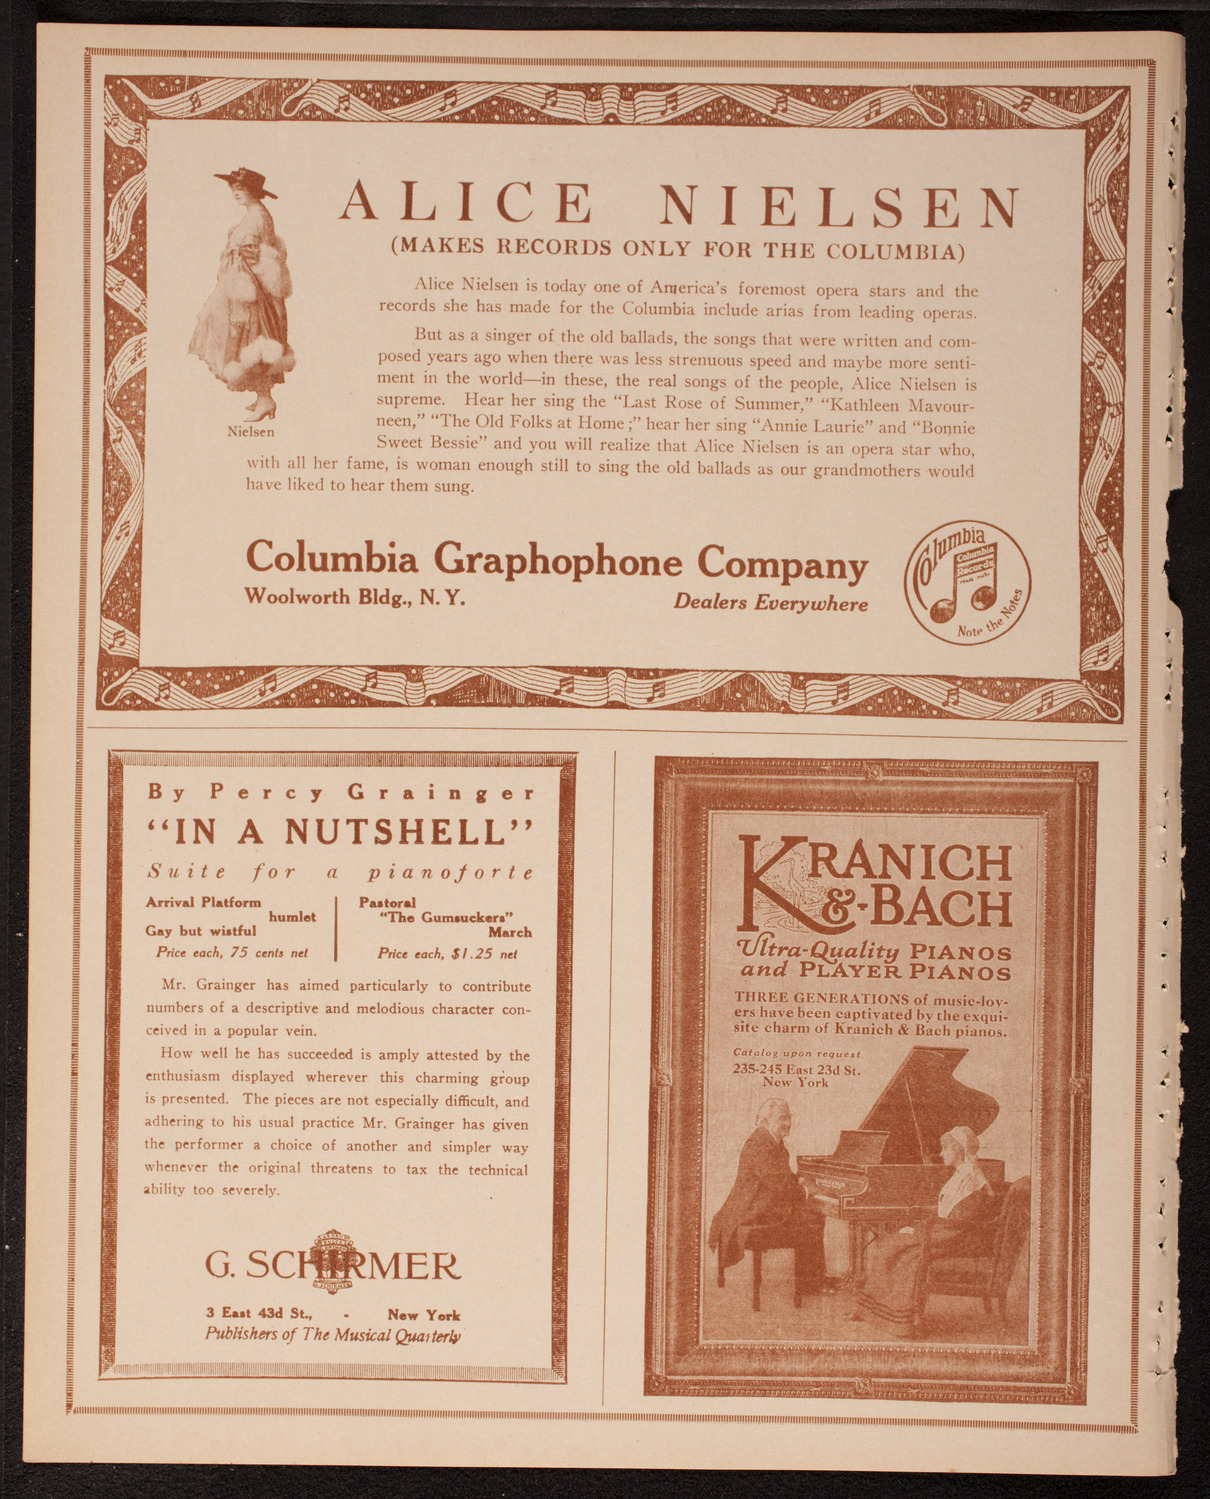 ALICE NIELSEN
(MAKES RECORDS ONLY FOR THE COLUMBIA)
Alice Nielsen is today one of America's foremost opera stars and the
records she has made for the Columbia include arias from leading operas.
But as a singer of the old ballads, the songs that were written and com-
posed years ago when there was less strenuous speed and maybe more senti-
ment in the world—in these, the real songs of the people, Alice Nielsen is
supreme. Hear her sing the "Last Rose of Summer," "Kathleen Mavour-
neen," "The Old Folks at Home;" hear her sing "Annie Laurie" and "Bonnie
Sweet Bessie" and you will realize that Alice Nielsen is an opera star who,
with all her fame, is woman enough still to sing the old ballads as our grandmothers would
have liked to hear them sung.
Nielsen
Columbia Graphophone Company
Woolworth Bldg., N. Y.
Dealers Everywhere
Columbia
Columbia
Records
TRADE MARK
Note the Notes
By Percy Grainger
"IN A NUTSHELL"
Suite for a pianoforte
Arrival Platform
humlet
Gay but wistful
Price each, 75 cents net
Pastoral
"The Gumsuckers"
March
Price each, $1.25 net
Mr. Grainger has aimed particularly to contribute
numbers of a descriptive and melodious character con-
ceived in a popular vein.
How well he has succeeded is amply attested by the
enthusiasm displayed wherever this charming group
is presented. The pieces are not especially difficult, and
adhering to his usual practice Mr. Grainger has given
the performer a choice of another and simpler way
whenever the original threatens to tax the technical
ability too severely.
G. SCHIRMER
3 East 43d St., - New York
Publishers of The Musical Quarterly
KRANICH
&-BACH
Ultra-Quality PIANOS
and PLAYER PIANOS
THREE GENERATIONS of music-lov-
ers have been captivated by the exqui-
site charm of Kranich & Bach pianos.
Catalog upon request
235-245 East 23d St.
New York